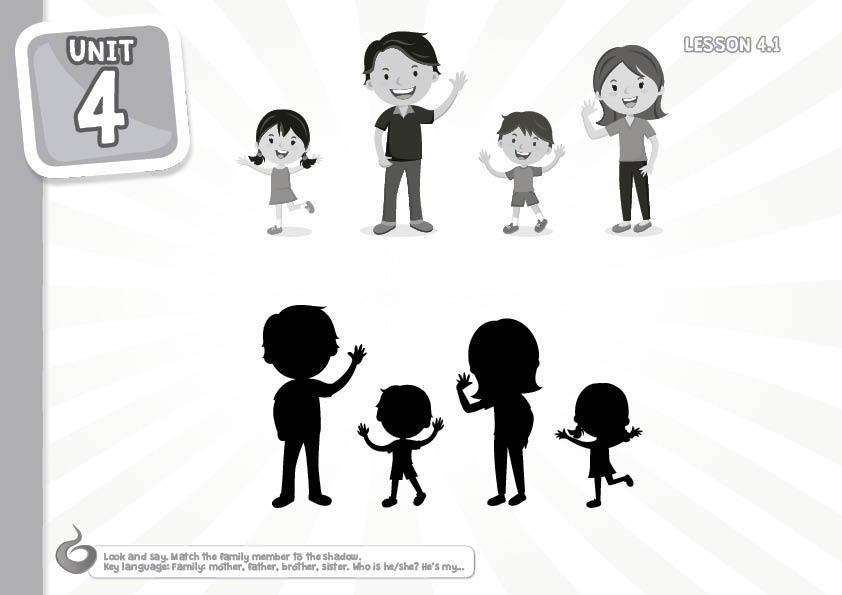 UNIT
4
LESSON 4.1
Look and say. Match the family member to the shadow.
Key language: Family: mother, father, brother, sister. Who is he/she? He's my...